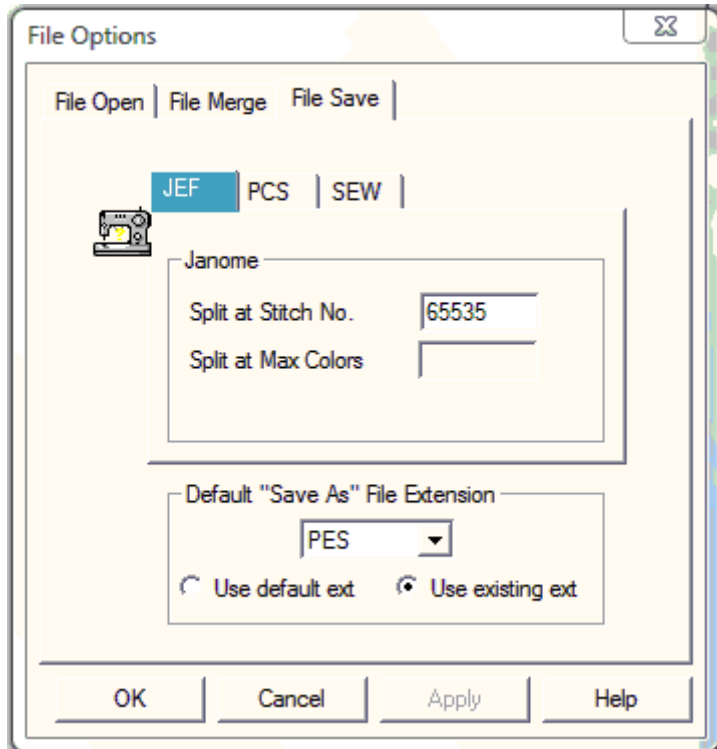 File Options
File Open File Merge File Save
JEF PCS SEW
Janome
Split at Stitch No. 65535
Split at Max Colors
Default "Save As" File Extension
PES
Use default ext Use existing ext
OK Cancel Apply Help